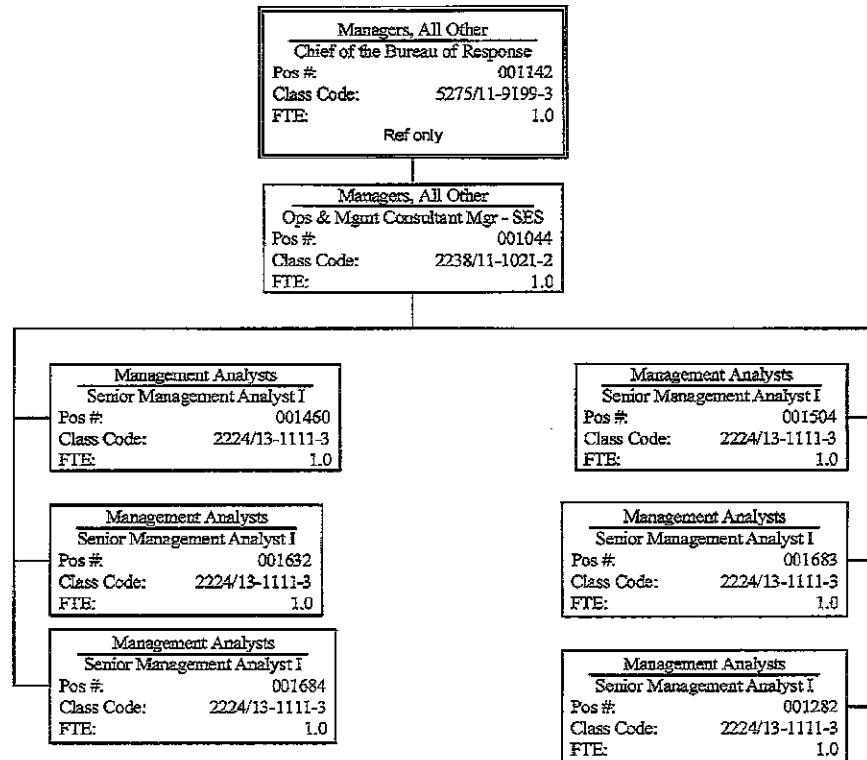 Managers, All Other
Chief of the Bureau of Response
Pos #: 001142
Class Code: 5275/11-9199-3
FTE: 1.0
Ref only
Managers, All Other
Ops & Mgmt Consultant Mgr - SES
Pos #: 001044
Class Code: 2238/11-1021-2
FTE: 1.0
Management Analysts
Senior Management Analyst I
Pos #: 001460
Class Code: 2224/13-1111-3
FTE: 1.0
Management Analysts
Senior Management Analyst I
Pos #: 001632
Class Code: 2224/13-1111-3
FTE: 1.0
Management Analysts
Senior Management Analyst I
Pos #: 001684
Class Code: 2224/13-1111-3
FTE: 1.0
Management Analysts
Senior Management Analyst I
Pos #: 001504
Class Code: 2224/13-1111-3
FTE: 1.0
Management Analysts
Senior Management Analyst I
Pos #: 001683
Class Code: 2224/13-1111-3
FTE: 1.0
Management Analysts
Senior Management Analyst I
Pos #: 001282
Class Code: 2224/13-1111-3
FTE: 1.0